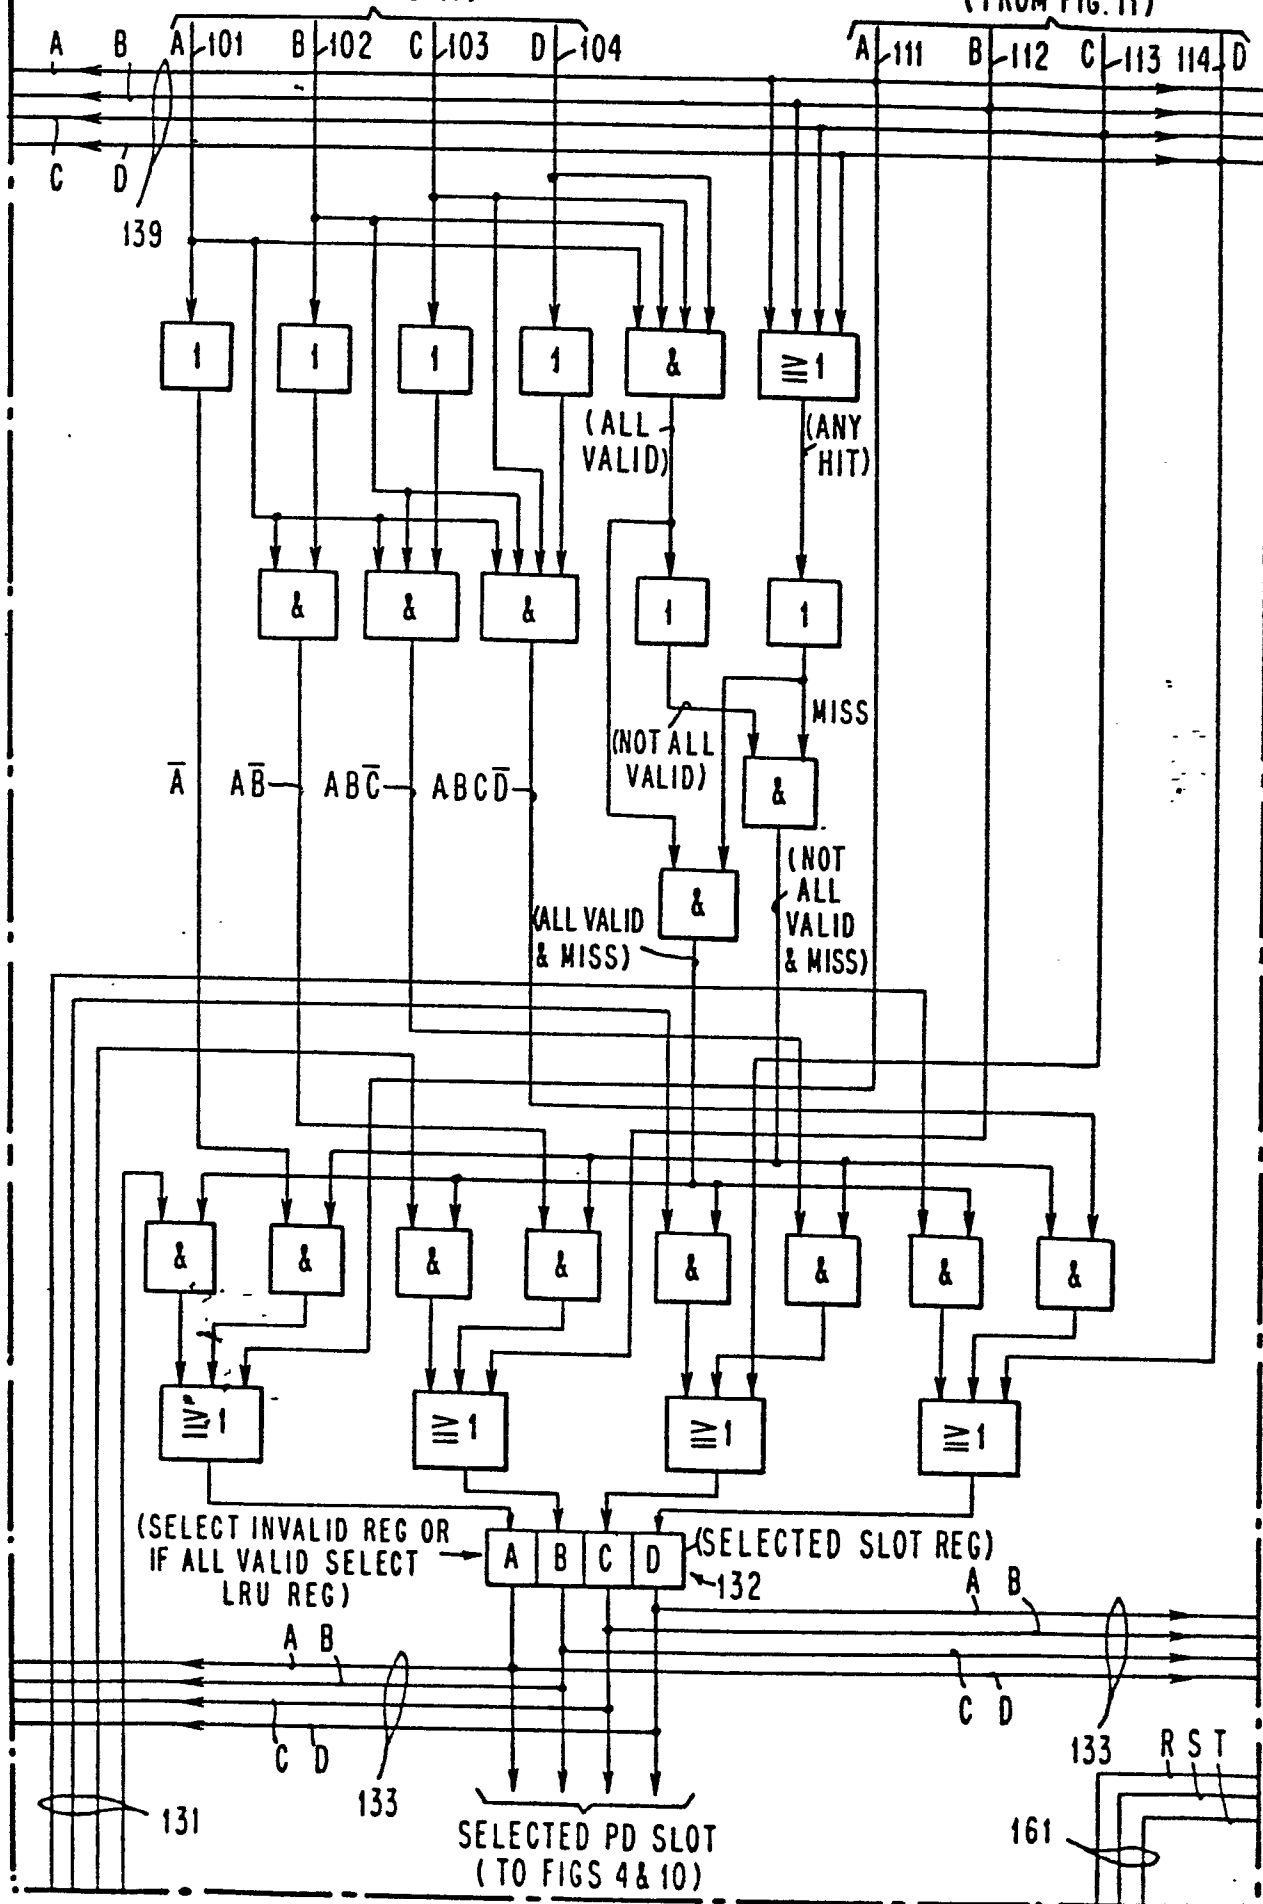 (FROM FIG. 11)
A B A 101 B 102 C 103 D 104 A 111 B 112 C 113 114 D
C D
139
1 1 1 1 & ≧ 1
(ALL VALID)
(ANY HIT)
& & & 1 1
MISS
(NOT ALL VALID)
A̅ AB̅ ABC̅ ABCD̅
&
(NOT ALL VALID & MISS)
&
(ALL VALID & MISS)
& & & & & & & &
≧ 1 ≧ 1 ≧ 1 ≧ 1
(SELECT INVALID REG OR
IF ALL VALID SELECT
LRU REG)
A B C D
(SELECTED SLOT REG)
132
A B
A B
C D
C D
133
133
R S T
131
161
SELECTED PD SLOT
(TO FIGS 4 & 10)